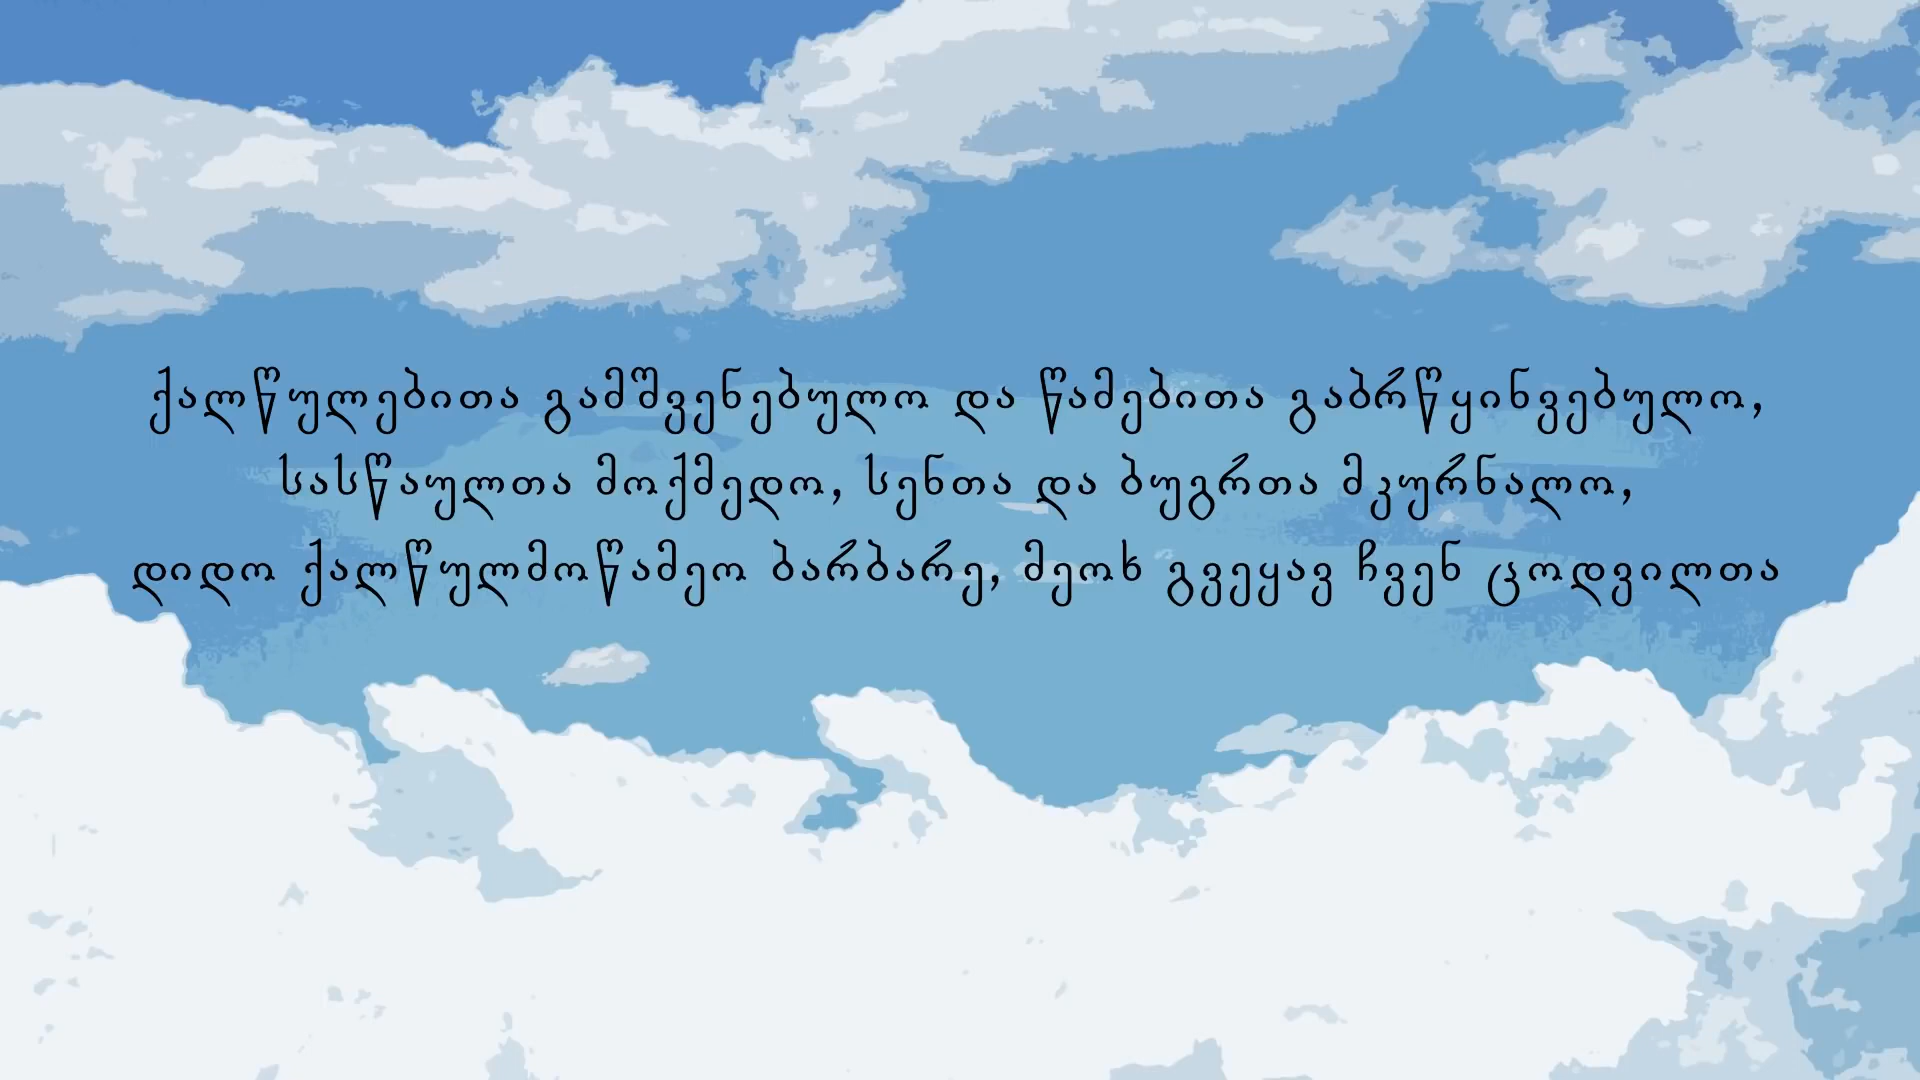 ქალწულებითა გამშვენებულო და წამებითა გაბრწყინვებულო,
სასწაულთა მოქმედო, სენთა და ბუგრთა მკურნალო,
დიდო ქალწულმოწამეო ბარბარე, მეოხ გვეყავ ჩვენ ცოდვილთა